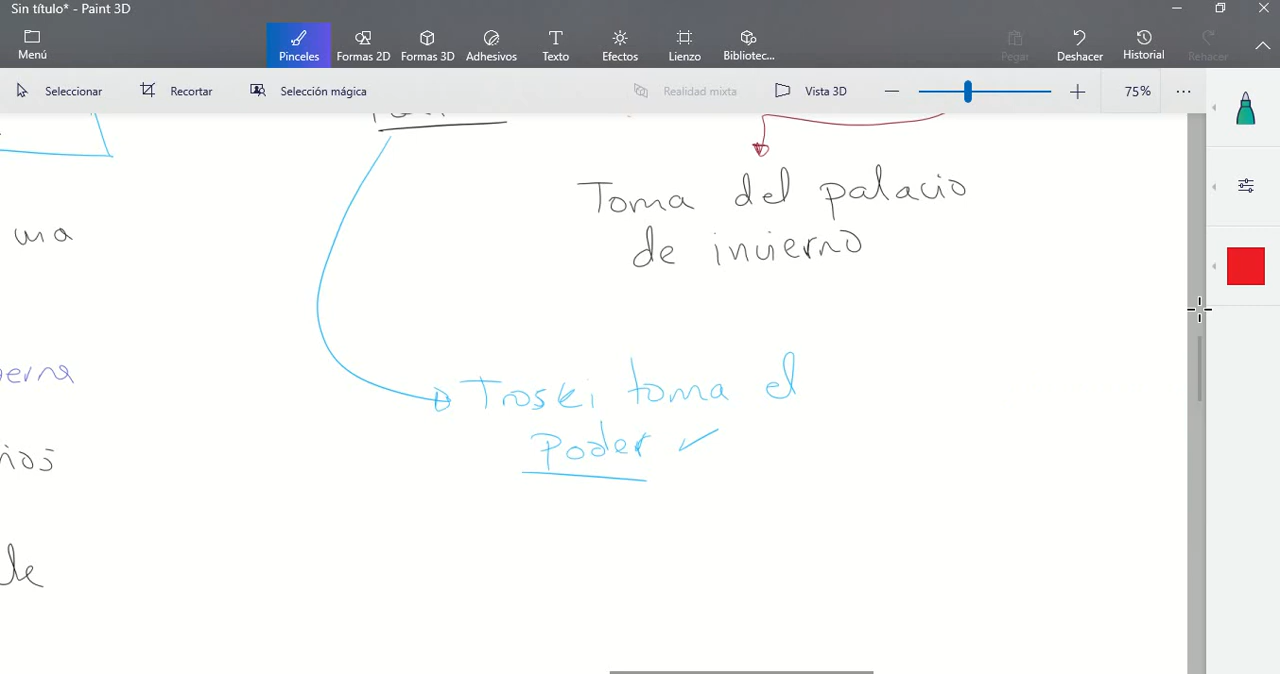 Sin título* - Paint 3D
Menú
Pinceles
Formas 2D
Formas 3D
Adhesivos
Texto
Efectos
Lienzo
Bibliotec...
Pegar
Deshacer
Historial
Rehacer
Seleccionar
Recortar
Selección mágica
Realidad mixta
Vista 3D
75%
Toma del palacio
de invierno
una
Troski toma el
Poder